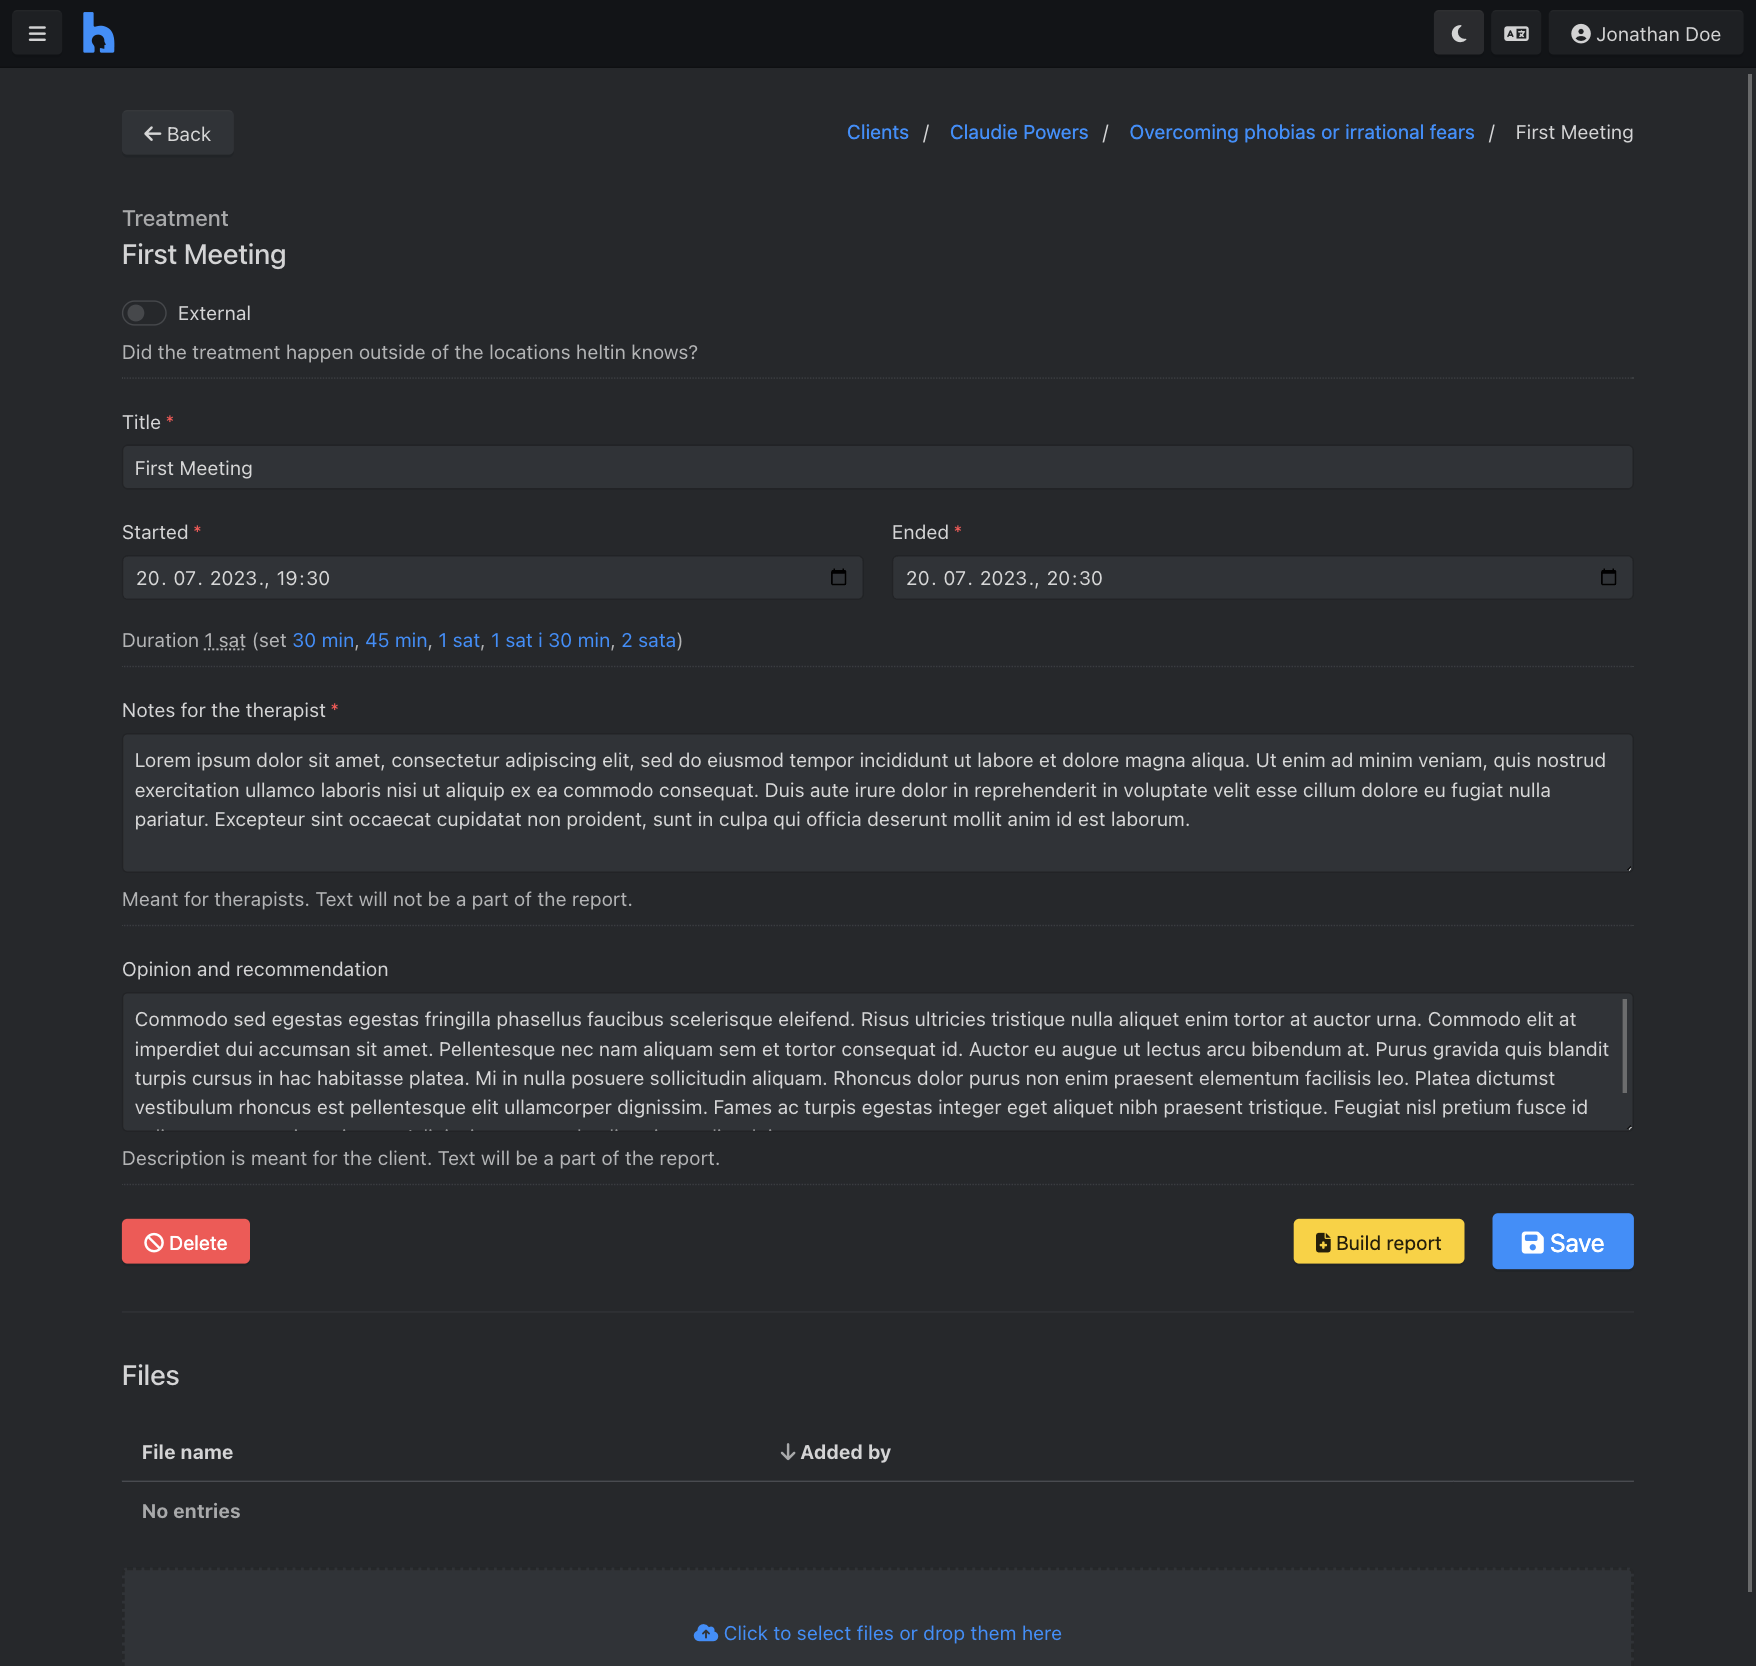 Jonathan Doe
Back
Clients / Claudie Powers / Overcoming phobias or irrational fears / First Meeting
Treatment
First Meeting
External
Did the treatment happen outside of the locations heltin knows?
Title *
First Meeting
Started *
Ended *
20. 07. 2023., 19:30
20. 07. 2023., 20:30
Duration 1 sat (set 30 min, 45 min, 1 sat, 1 sat i 30 min, 2 sata)
Notes for the therapist *
Lorem ipsum dolor sit amet, consectetur adipiscing elit, sed do eiusmod tempor incididunt ut labore et dolore magna aliqua. Ut enim ad minim veniam, quis nostrud
exercitation ullamco laboris nisi ut aliquip ex ea commodo consequat. Duis aute irure dolor in reprehenderit in voluptate velit esse cillum dolore eu fugiat nulla
pariatur. Excepteur sint occaecat cupidatat non proident, sunt in culpa qui officia deserunt mollit anim id est laborum.
Meant for therapists. Text will not be a part of the report.
Opinion and recommendation
Commodo sed egestas egestas fringilla phasellus faucibus scelerisque eleifend. Risus ultricies tristique nulla aliquet enim tortor at auctor urna. Commodo elit at
imperdiet dui accumsan sit amet. Pellentesque nec nam aliquam sem et tortor consequat id. Auctor eu augue ut lectus arcu bibendum at. Purus gravida quis blandit
turpis cursus in hac habitasse platea. Mi in nulla posuere sollicitudin aliquam. Rhoncus dolor purus non enim praesent elementum facilisis leo. Platea dictumst
vestibulum rhoncus est pellentesque elit ullamcorper dignissim. Fames ac turpis egestas integer eget aliquet nibh praesent tristique. Feugiat nisl pretium fusce id
Description is meant for the client. Text will be a part of the report.
Delete
Build report
Save
Files
File name
Added by
No entries
Click to select files or drop them here